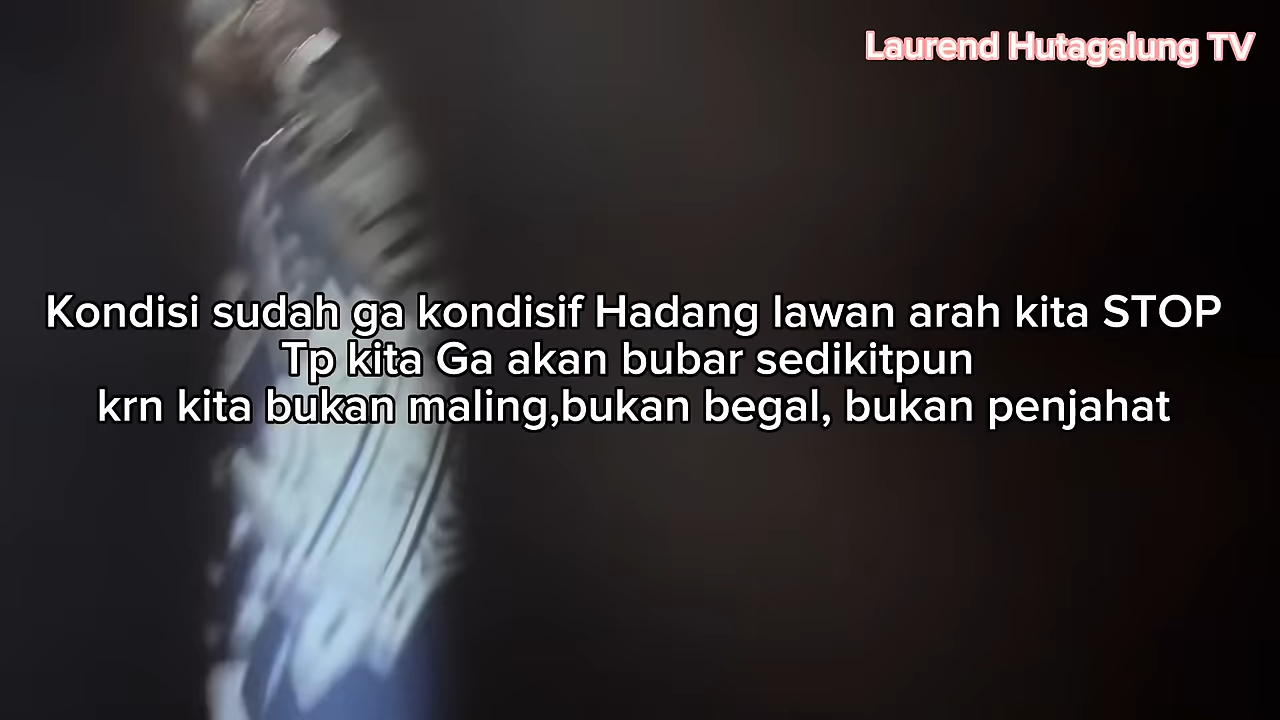 Laurend Hutagalung TV
Kondisi sudah ga kondisif Hadang lawan arah kita STOP
Tp kita Ga akan bubar sedikitpun
krn kita bukan maling,bukan begal, bukan penjahat